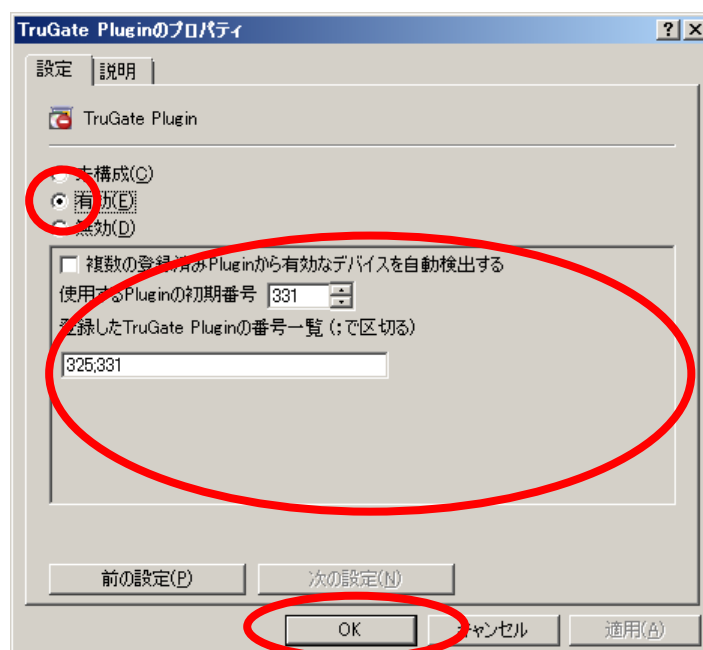 TruGate Pluginのプロパティ
設定
説明
TruGate Plugin
未構成(C)
有効(E)
無効(D)
複数の登録済みPluginから有効なデバイスを自動検出する
使用するPluginの初期番号 331
登録したTruGate Pluginの番号一覧 (;で区切る)
325;331
前の設定(P)
次の設定(N)
OK
キャンセル
適用(A)